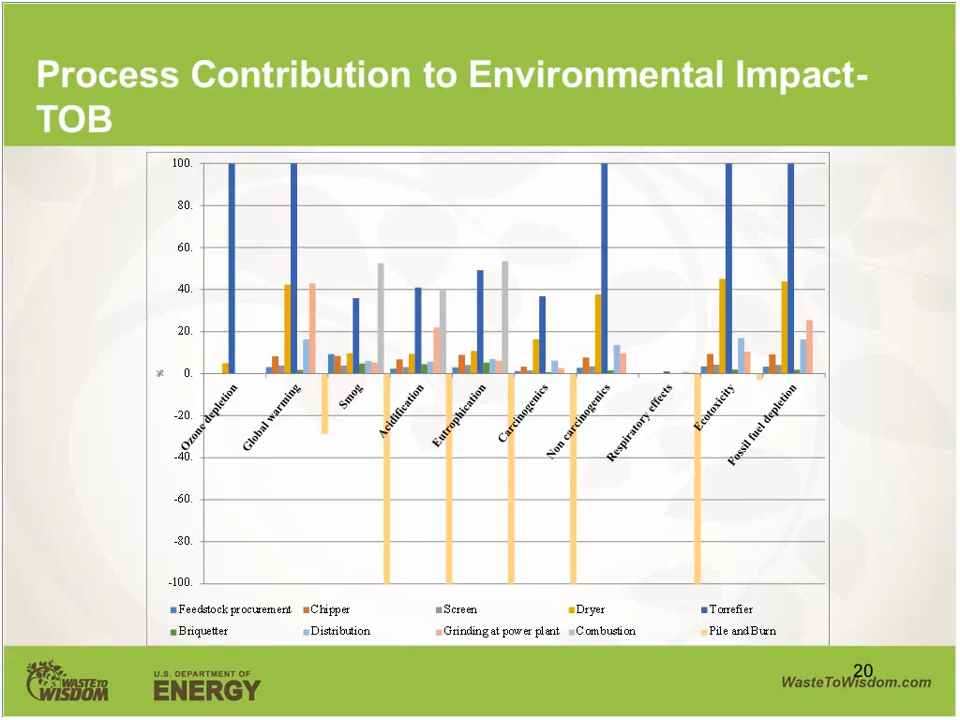 Process Contribution to Environmental Impact-
TOB
100.
80.
60.
40.
20.
0.
-20.
-40.
-60.
-80.
-100.
%
Ozone depletion
Global warming
Smog
Acidification
Eutrophication
Carcinogenics
Non carcinogenics
Respiratory effects
Ecotoxicity
Fossil fuel depletion
Feedstock procurement Chipper Screen Dryer Torrefier
Briquetter Distribution Grinding at power plant Combustion Pile and Burn
WASTE TO
WISDOM
U.S. DEPARTMENT OF
ENERGY
20
WasteToWisdom.com